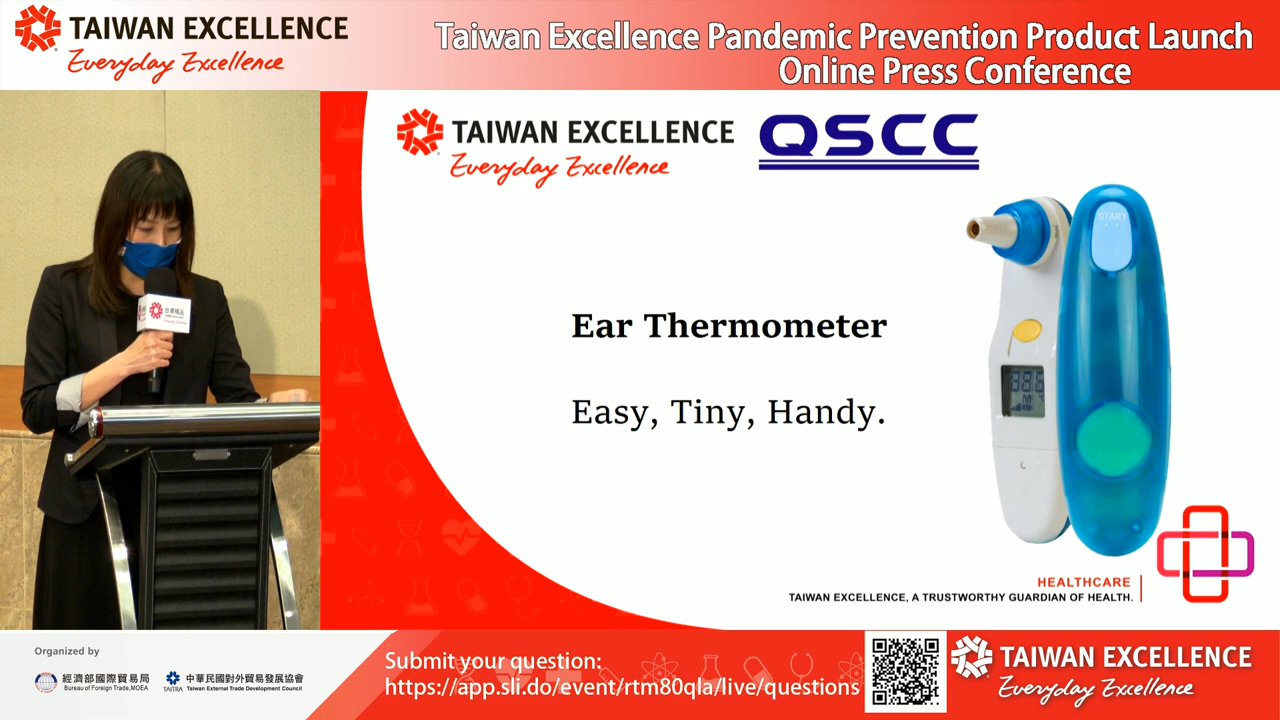 TAIWAN EXCELLENCE
Everyday Excellence
Taiwan Excellence Pandemic Prevention Product Launch
Online Press Conference
TAIWAN EXCELLENCE
Everyday Excellence
QSCC
START
Ear Thermometer
Easy, Tiny, Handy.
台灣精品
HEALTHCARE
TAIWAN EXCELLENCE, A TRUSTWORTHY GUARDIAN OF HEALTH.
Organized by
經濟部國際貿易局
Bureau of Foreign Trade,MOEA
TAITRA
中華民國對外貿易發展協會
Taiwan External Trade Development Council
Submit your question:
https://app.sli.do/event/rtm80qla/live/questions
TAIWAN EXCELLENCE
Everyday Excellence